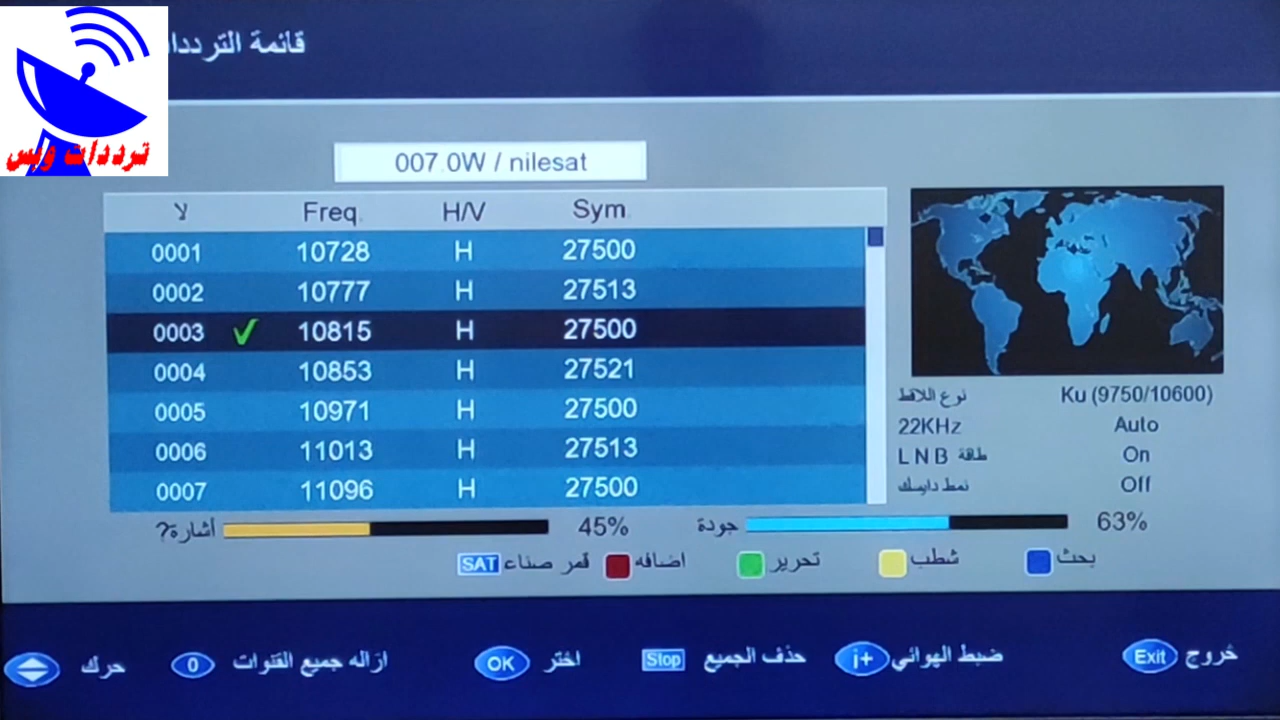 قائمة التردد
ترددات ويس
007.0W / nilesat
لا Freq. H/V Sym.
0001 10728 H 27500
0002 10777 H 27513
0003 10815 H 27500
0004 10853 H 27521
0005 10971 H 27500
0006 11013 H 27513
0007 11096 H 27500
نوع اللاقط Ku (9750/10600)
22KHz Auto
طاقة LNB On
نمط دايسك Off
أشارة? 45% جودة 63%
SAT قمر صناء اضافه تحرير شطب بحث
حرك 0 ازاله جميع القنوات OK اختر Stop حذف الجميع i+ ضبط الهوائي Exit خروج